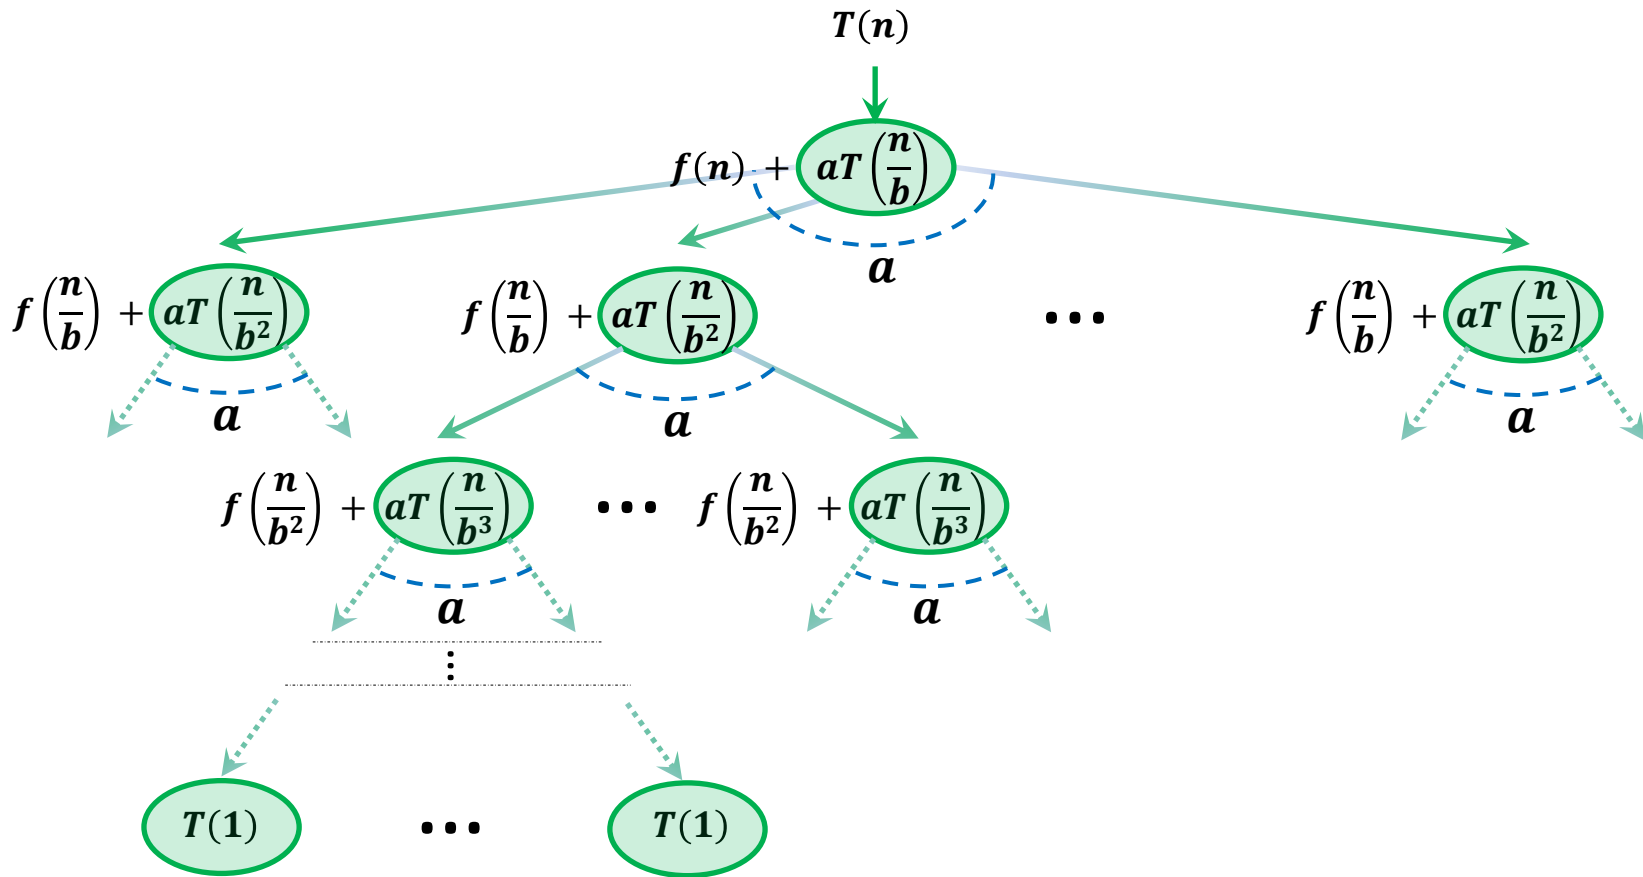 T(n)
f(n) + aT(n/b)
a
f(n/b) + aT(n/b²) f(n/b) + aT(n/b²) ... f(n/b) + aT(n/b²)
a a a
f(n/b²) + aT(n/b³) ... f(n/b²) + aT(n/b³)
a a
⋮
T(1) ... T(1)